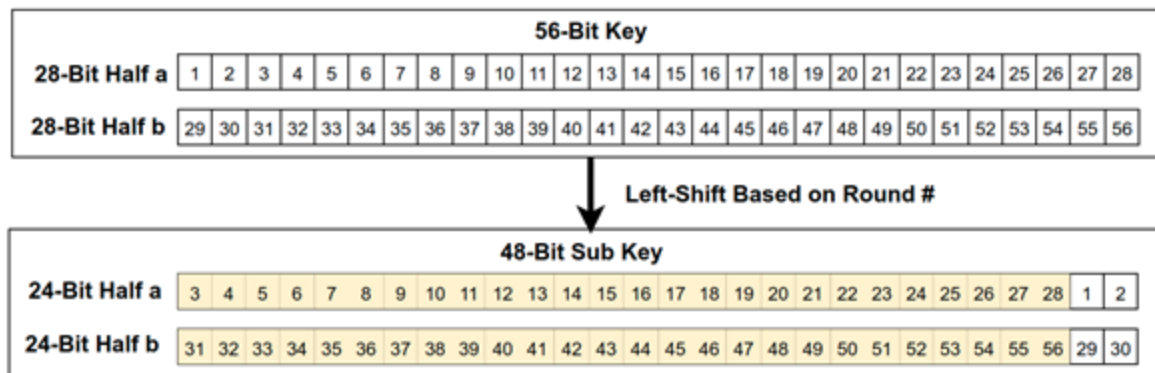 56-Bit Key
28-Bit Half a 1 2 3 4 5 6 7 8 9 10 11 12 13 14 15 16 17 18 19 20 21 22 23 24 25 26 27 28
28-Bit Half b 29 30 31 32 33 34 35 36 37 38 39 40 41 42 43 44 45 46 47 48 49 50 51 52 53 54 55 56
Left-Shift Based on Round #
48-Bit Sub Key
24-Bit Half a 3 4 5 6 7 8 9 10 11 12 13 14 15 16 17 18 19 20 21 22 23 24 25 26 27 28 1 2
24-Bit Half b 31 32 33 34 35 36 37 38 39 40 41 42 43 44 45 46 47 48 49 50 51 52 53 54 55 56 29 30